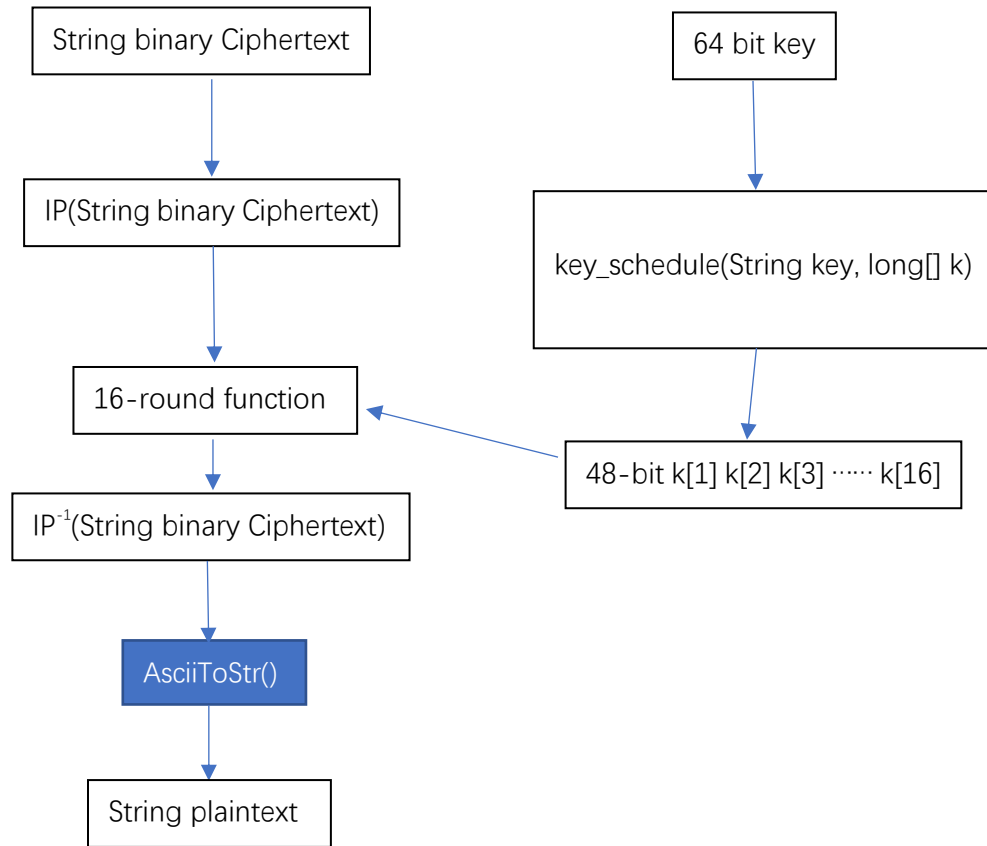 String binary Ciphertext
64 bit key
IP(String binary Ciphertext)
key_schedule(String key, long[] k)
16-round function
48-bit k[1] k[2] k[3] ⋯⋯ k[16]
IP⁻¹(String binary Ciphertext)
AsciiToStr()
String plaintext